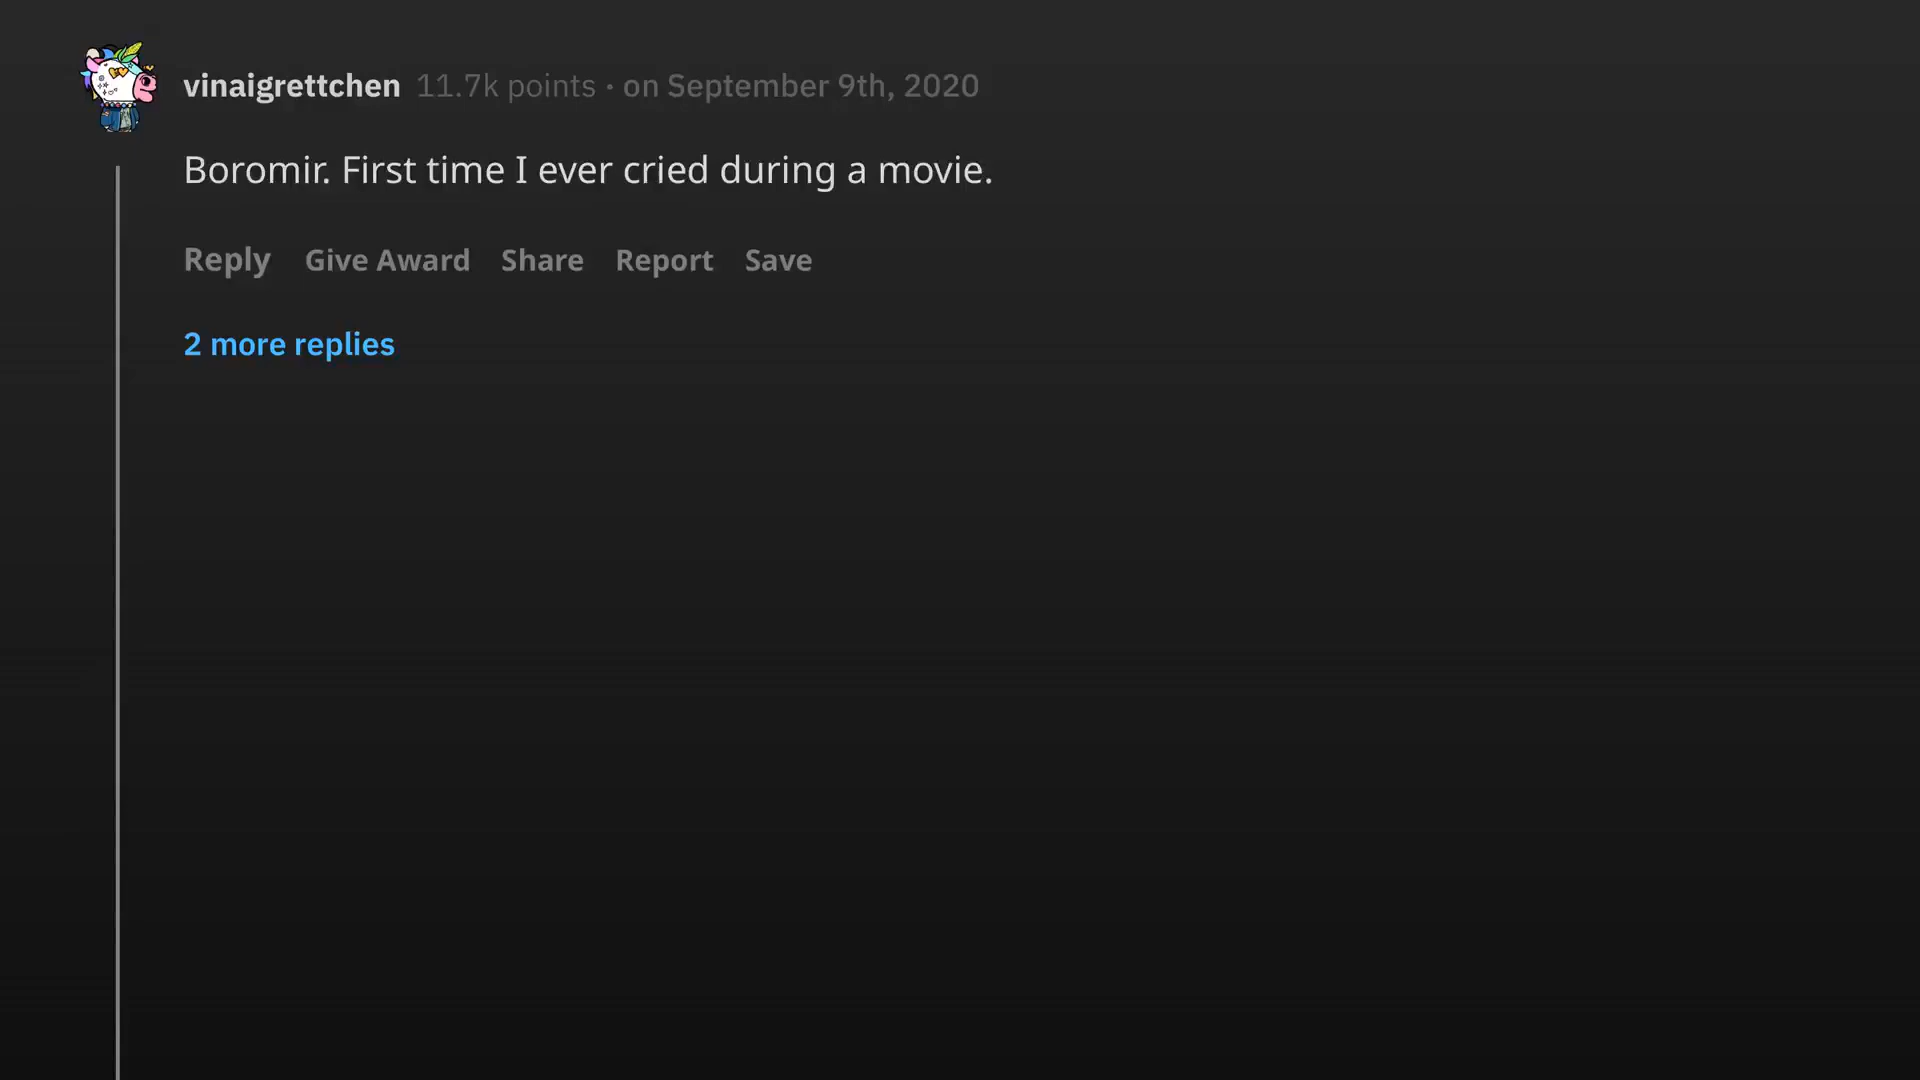 vinaigrettchen 11.7k points · on September 9th, 2020
Boromir. First time I ever cried during a movie.
Reply Give Award Share Report Save
2 more replies